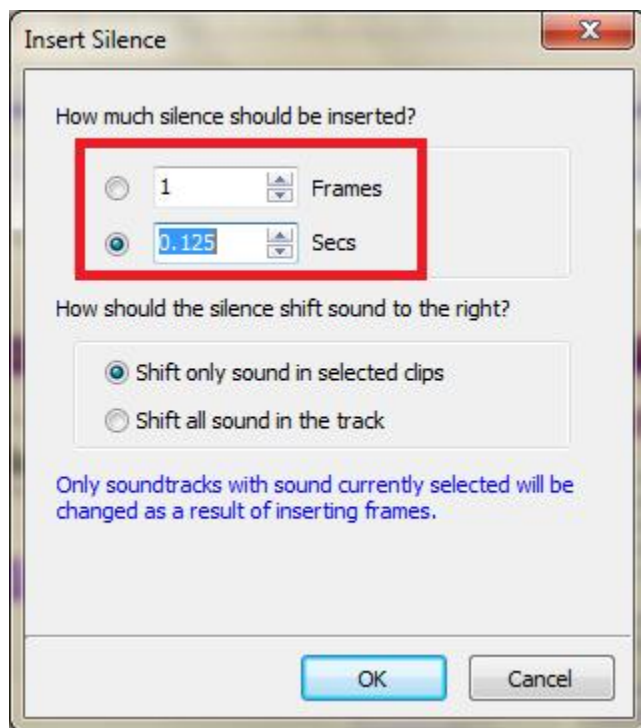 Insert Silence
How much silence should be inserted?
1 Frames
0.125 Secs
How should the silence shift sound to the right?
Shift only sound in selected clips
Shift all sound in the track
Only soundtracks with sound currently selected will be
changed as a result of inserting frames.
OK Cancel